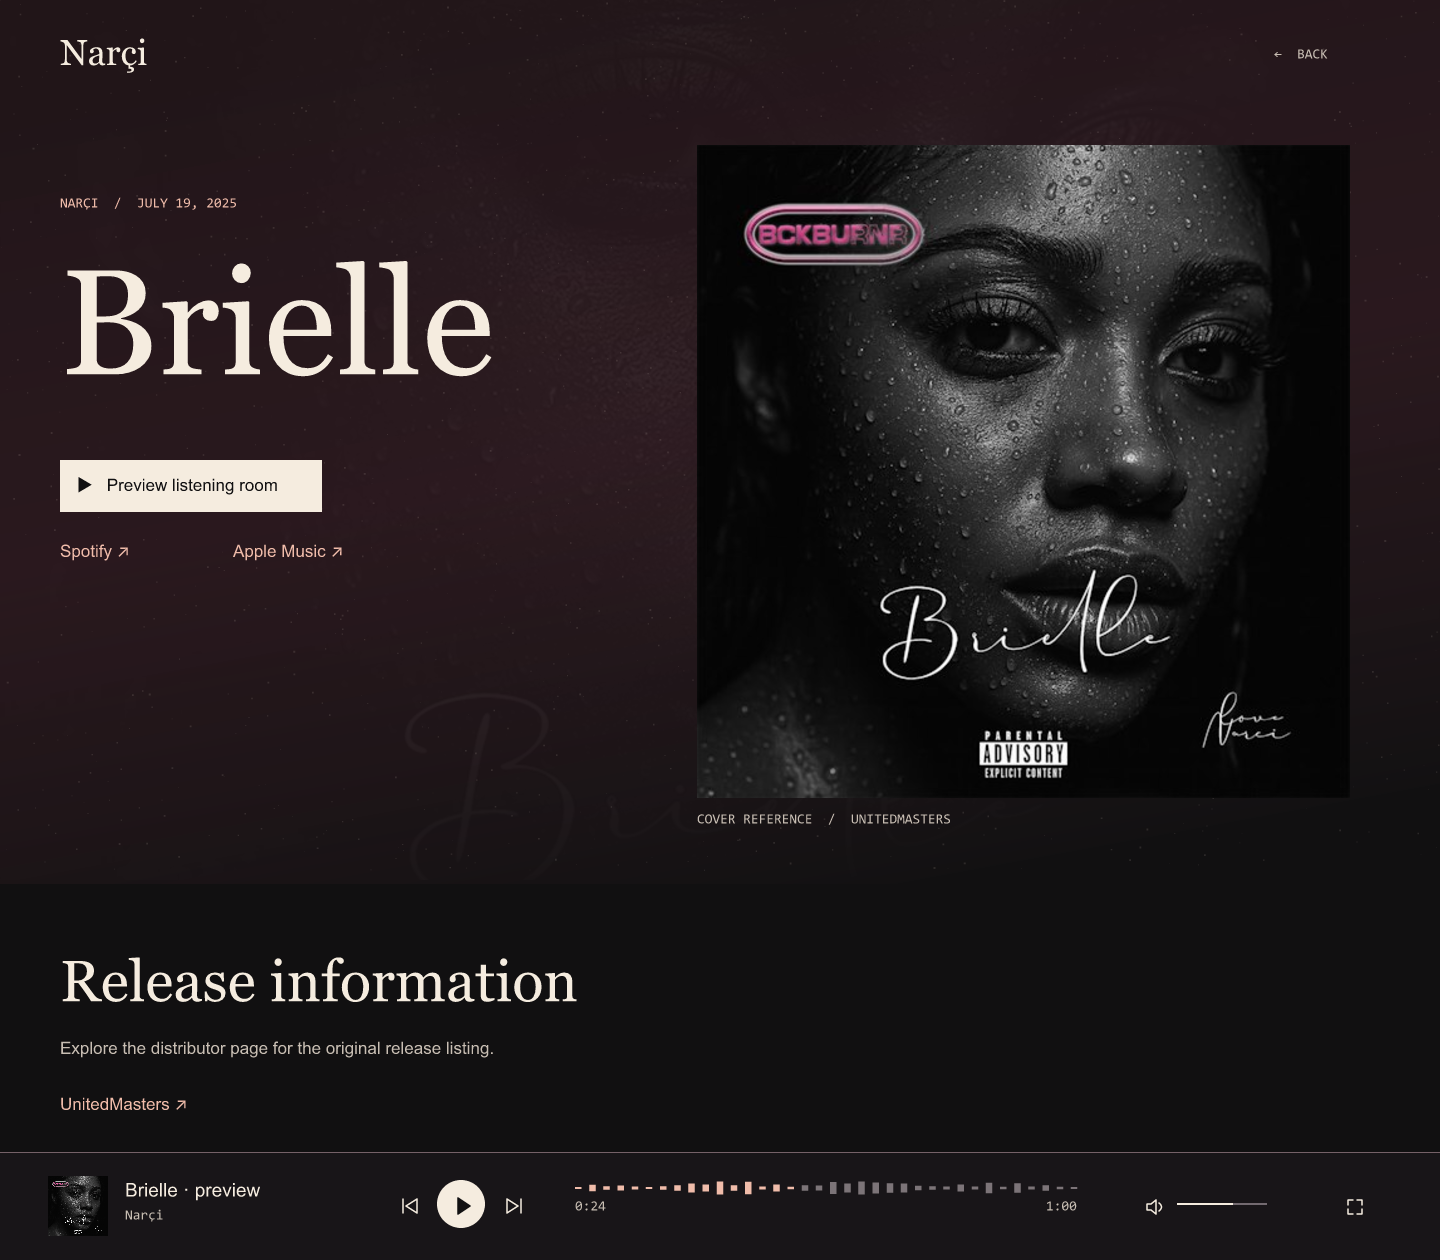 Narçi
← BACK
NARÇI / JULY 19, 2025
Brielle
Preview listening room
Spotify ↗
Apple Music ↗
BCKBURNR
Brielle
Love
Narci
PARENTAL
ADVISORY
EXPLICIT CONTENT
COVER REFERENCE / UNITEDMASTERS
Release information
Explore the distributor page for the original release listing.
UnitedMasters ↗
Brielle · preview
Narçi
0:24
1:00